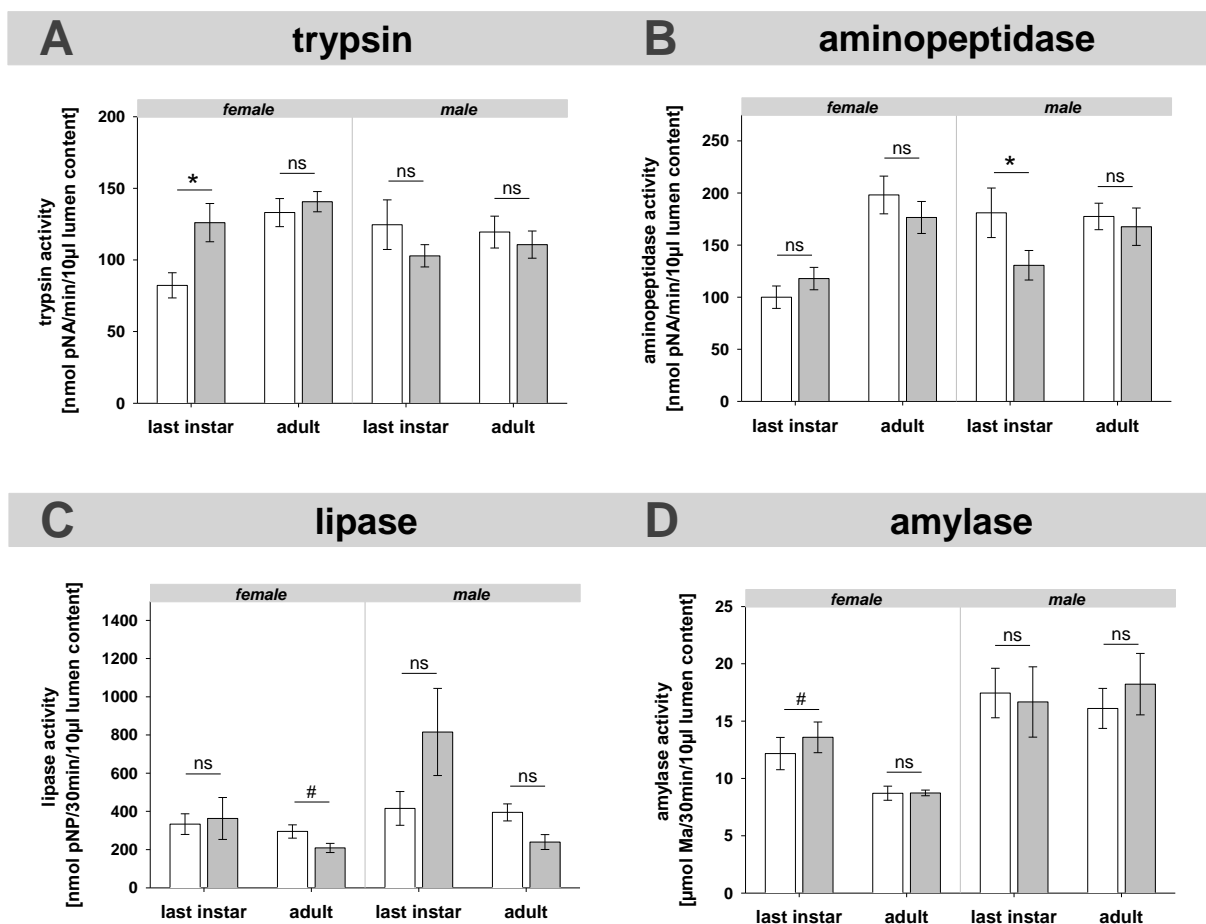 A trypsin
female male
trypsin activity
[nmol pNA/min/10µl lumen content]
200
150
100
50
0
* ns ns ns
last instar adult last instar adult
B aminopeptidase
female male
aminopeptidase activity
[nmol pNA/min/10µl lumen content]
250
200
150
100
50
0
ns ns * ns
last instar adult last instar adult
C lipase
female male
lipase activity
[nmol pNP/30min/10µl lumen content]
1400
1200
1000
800
600
400
200
0
ns # ns ns
last instar adult last instar adult
D amylase
female male
amylase activity
[µmol Ma/30min/10µl lumen content]
25
20
15
10
5
0
# ns ns ns
last instar adult last instar adult